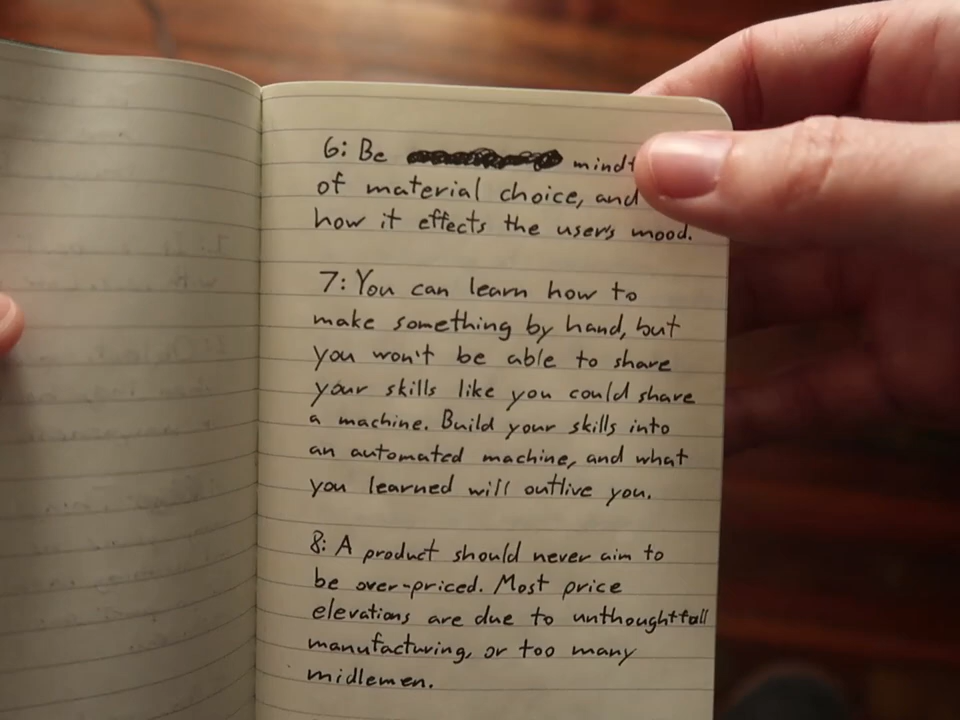 6: Be
of material choice, and
how it effects the user's mood.
7: You can learn how to
make something by hand, but
you won't be able to share
your skills like you could share
a machine. Build your skills into
an automated machine, and what
you learned will outlive you.
8: A product should never aim to
be over-priced. Most price
elevations are due to unthoughtfull
manufacturing, or too many
midlemen.